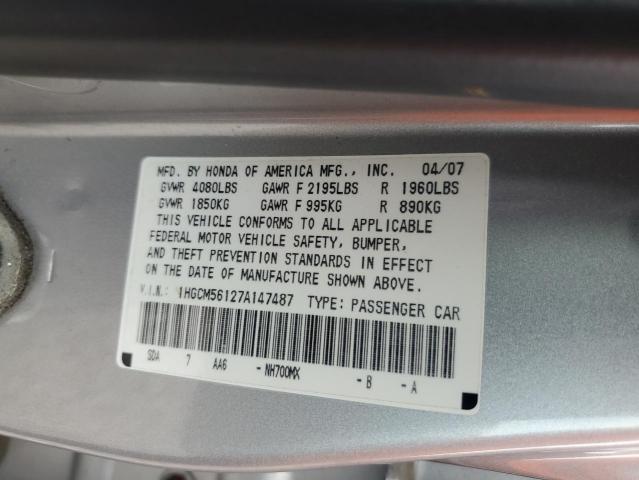 MFD. BY HONDA OF AMERICA MFG., INC. 04/07
GVWR 4080LBS GAWR F 2195LBS R 1960LBS
GVWR 1850KG GAWR F 995KG R 890KG
THIS VEHICLE CONFORMS TO ALL APPLICABLE
FEDERAL MOTOR VEHICLE SAFETY, BUMPER,
AND THEFT PREVENTION STANDARDS IN EFFECT
ON THE DATE OF MANUFACTURE SHOWN ABOVE.
V.I.N.: 1HGCM56127A147487 TYPE: PASSENGER CAR
SDA 7 AA6 -NH700MX -B -A